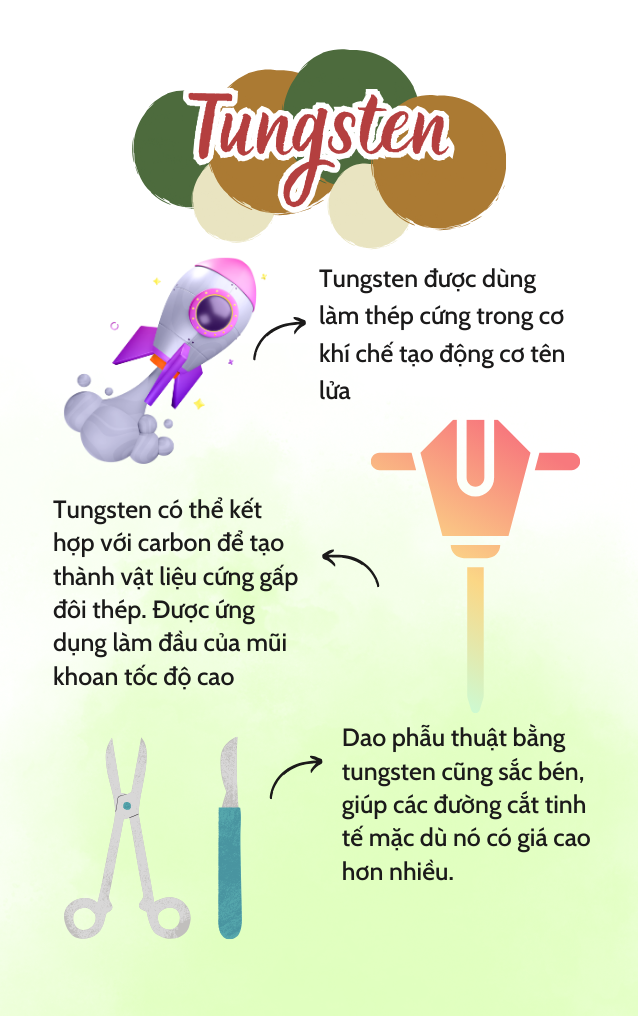 Tungsten
Tungsten được dùng
làm thép cứng trong cơ
khí chế tạo động cơ tên
lửa
Tungsten có thể kết
hợp với carbon để tạo
thành vật liệu cứng gấp
đôi thép. Được ứng
dụng làm đầu của mũi
khoan tốc độ cao
Dao phẫu thuật bằng
tungsten cũng sắc bén,
giúp các đường cắt tinh
tế mặc dù nó có giá cao
hơn nhiều.